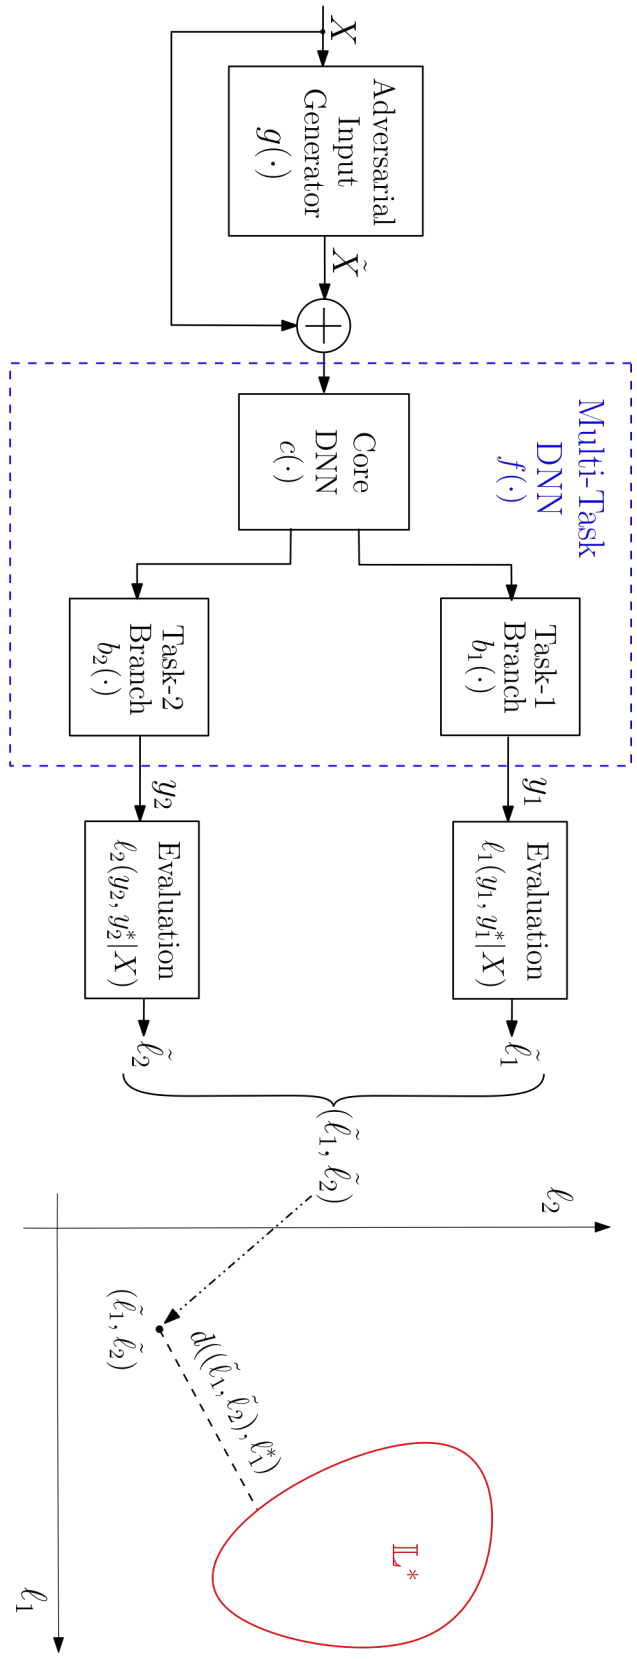 X
Adversarial
Input
Generator
g(·)
X̃
Multi-Task
DNN
f(·)
Core
DNN
c(·)
Task-1
Branch
b₁(·)
Task-2
Branch
b₂(·)
y₁
y₂
Evaluation
ℓ₁(y₁, y₁*|X)
Evaluation
ℓ₂(y₂, y₂*|X)
ℓ̃₁
ℓ̃₂
(ℓ̃₁, ℓ̃₂)
ℓ₂
(ℓ̃₁, ℓ̃₂)
d((ℓ̃₁, ℓ̃₂), ℓᵢ*)
𝕃*
ℓ₁